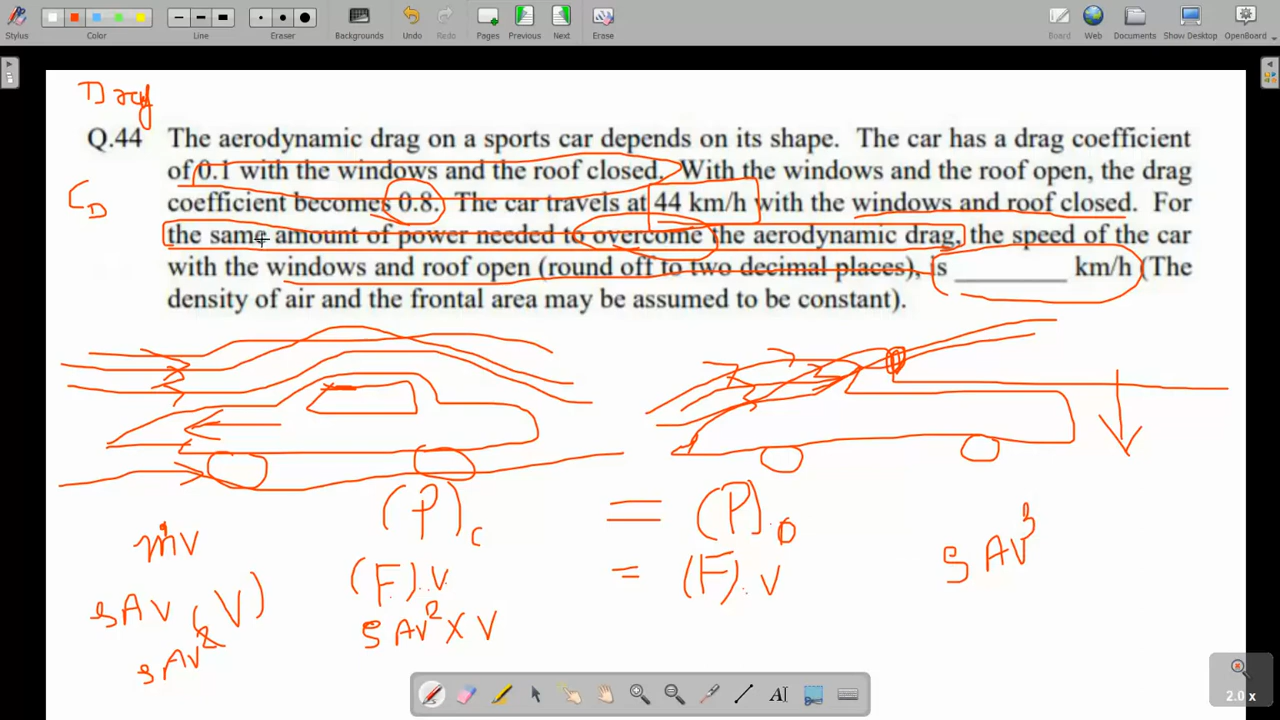 Stylus
Color
Line
Eraser
Backgrounds
Undo
Redo
Pages
Previous
Next
Erase
Board
Web
Documents
Show Desktop
OpenBoard
Drag
Q.44 The aerodynamic drag on a sports car depends on its shape. The car has a drag coefficient
of 0.1 with the windows and the roof closed. With the windows and the roof open, the drag
C_D
coefficient becomes 0.8. The car travels at 44 km/h with the windows and roof closed. For
the same amount of power needed to overcome the aerodynamic drag, the speed of the car
with the windows and roof open (round off to two decimal places), is ________ km/h (The
density of air and the frontal area may be assumed to be constant).
(P)_C = (P)_O
ṁV
(F).V = (F).V
ρAV³
ρAV (V)
ρAV² X V
ρAV²
2.0 x